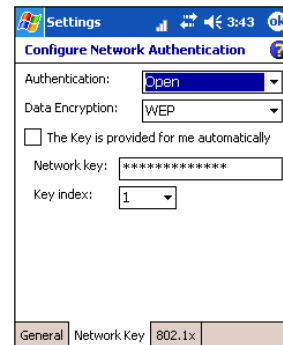 Settings 3:43 ok
Configure Network Authentication ?
Authentication: Open
Data Encryption: WEP
The Key is provided for me automatically
Network key: *************
Key index: 1
General Network Key 802.1x